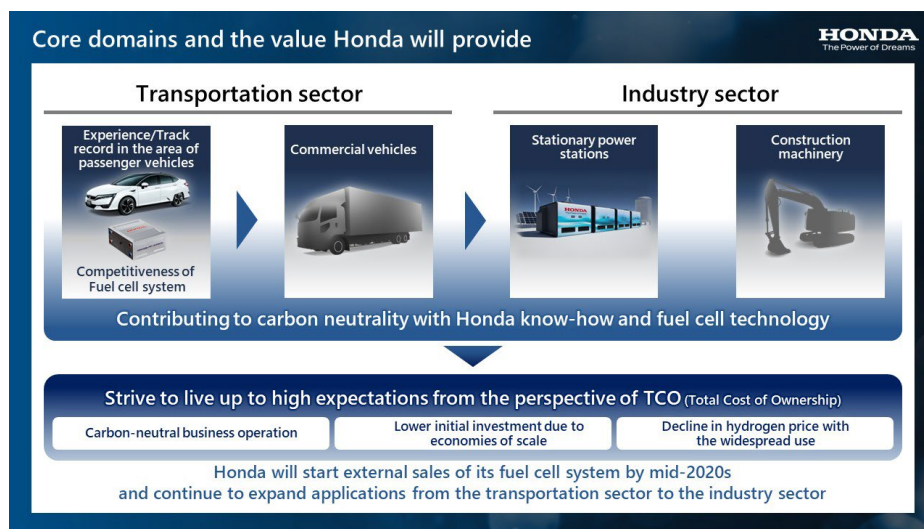 Core domains and the value Honda will provide
HONDA
The Power of Dreams
Transportation sector
Industry sector
Experience/Track
record in the area of
passenger vehicles
Competitiveness of
Fuel cell system
Commercial vehicles
Stationary power
stations
HONDA
Construction
machinery
Contributing to carbon neutrality with Honda know-how and fuel cell technology
Strive to live up to high expectations from the perspective of TCO (Total Cost of Ownership)
Carbon-neutral business operation
Lower initial investment due to
economies of scale
Decline in hydrogen price with
the widespread use
Honda will start external sales of its fuel cell system by mid-2020s
and continue to expand applications from the transportation sector to the industry sector